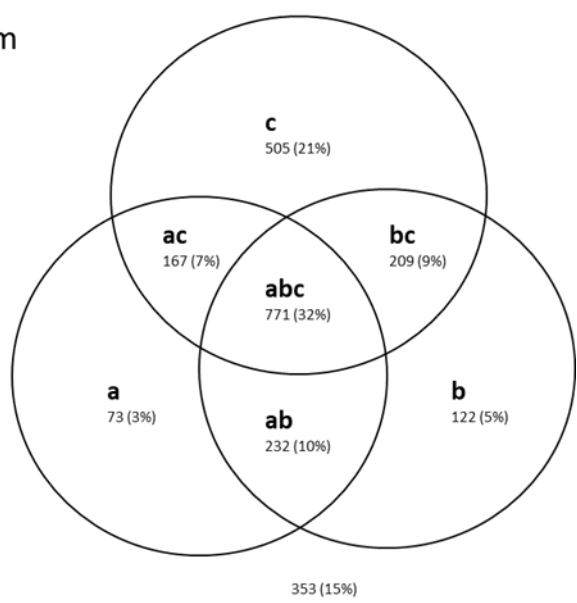 m
c
505 (21%)
ac
167 (7%)
bc
209 (9%)
abc
771 (32%)
a
73 (3%)
b
122 (5%)
ab
232 (10%)
353 (15%)